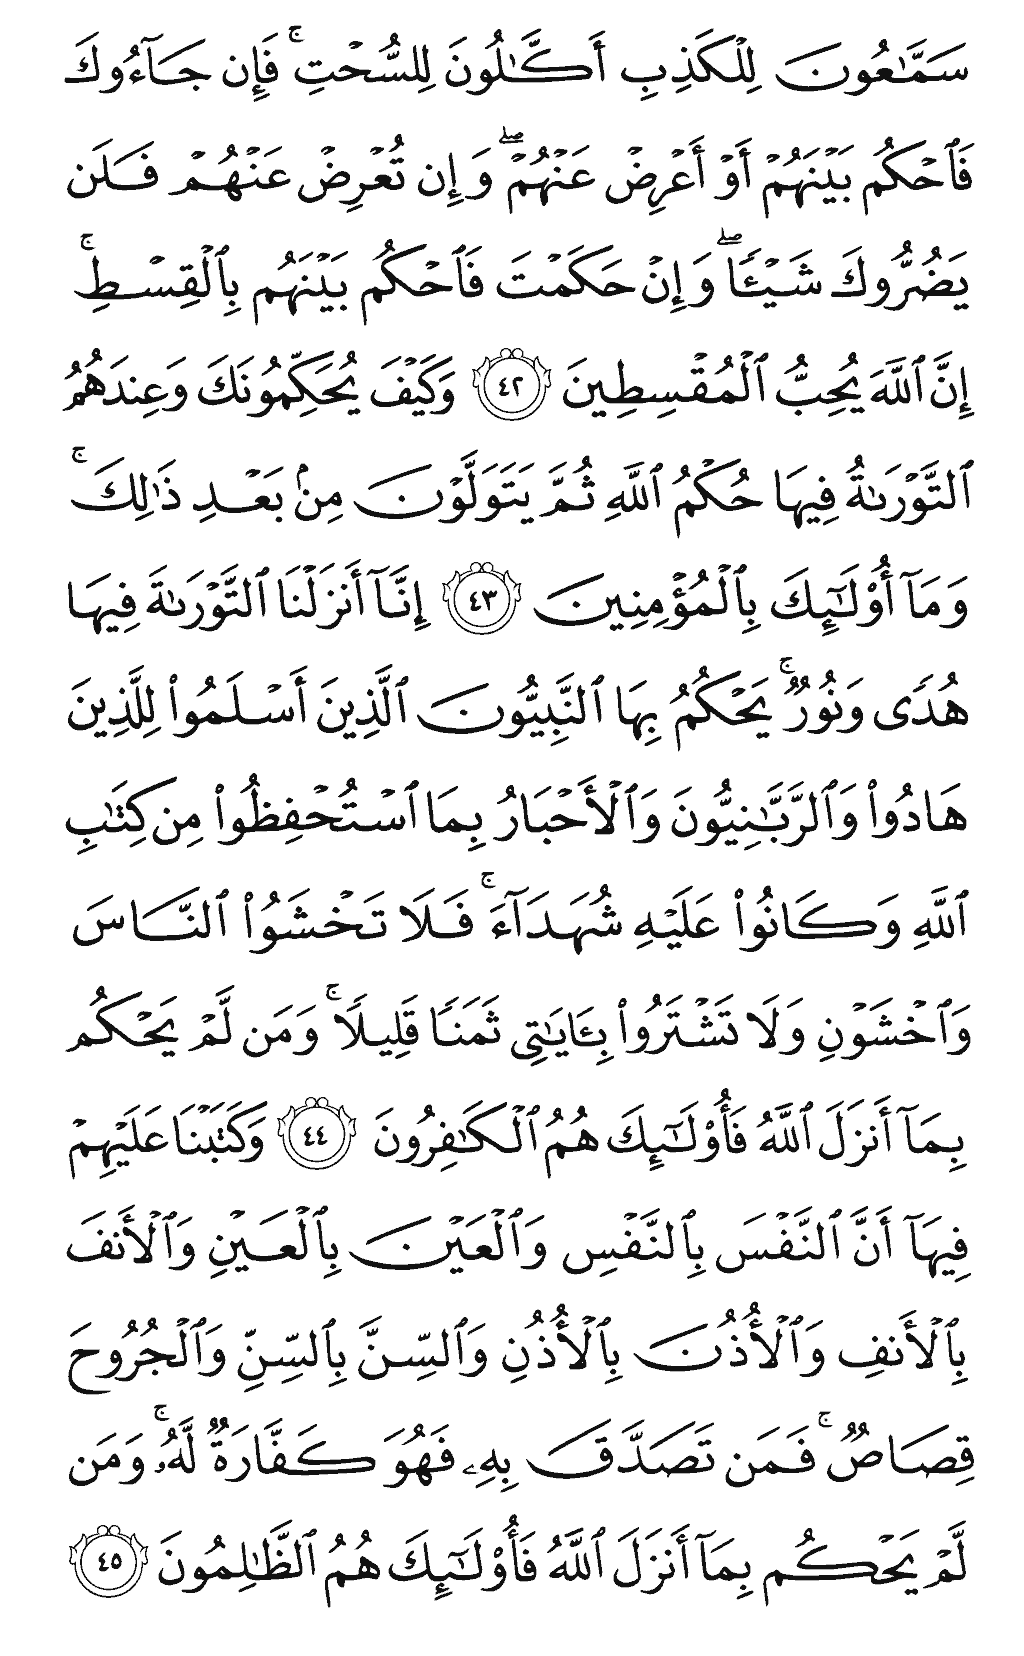 سَمَّٰعُونَ لِلۡكَذِبِ أَكَّٰلُونَ لِلسُّحۡتِۚ فَإِن جَآءُوكَ
فَٱحۡكُم بَيۡنَهُمۡ أَوۡ أَعۡرِضۡ عَنۡهُمۡۖ وَإِن تُعۡرِضۡ عَنۡهُمۡ فَلَن
يَضُرُّوكَ شَيۡـٔٗاۖ وَإِنۡ حَكَمۡتَ فَٱحۡكُم بَيۡنَهُم بِٱلۡقِسۡطِۚ
إِنَّ ٱللَّهَ يُحِبُّ ٱلۡمُقۡسِطِينَ ٤٢ وَكَيۡفَ يُحَكِّمُونَكَ وَعِندَهُمُ
ٱلتَّوۡرَىٰةُ فِيهَا حُكۡمُ ٱللَّهِ ثُمَّ يَتَوَلَّوۡنَ مِنۢ بَعۡدِ ذَٰلِكَۚ
وَمَآ أُوْلَـٰٓئِكَ بِٱلۡمُؤۡمِنِينَ ٤٣ إِنَّآ أَنزَلۡنَا ٱلتَّوۡرَىٰةَ فِيهَا
هُدٗى وَنُورٞۚ يَحۡكُمُ بِهَا ٱلنَّبِيُّونَ ٱلَّذِينَ أَسۡلَمُواْ لِلَّذِينَ
هَادُواْ وَٱلرَّبَّـٰنِيُّونَ وَٱلۡأَحۡبَارُ بِمَا ٱسۡتُحۡفِظُواْ مِن كِتَٰبِ
ٱللَّهِ وَكَانُواْ عَلَيۡهِ شُهَدَآءَۚ فَلَا تَخۡشَوُاْ ٱلنَّاسَ
وَٱخۡشَوۡنِ وَلَا تَشۡتَرُواْ بِـَٔايَٰتِي ثَمَنٗا قَلِيلٗاۚ وَمَن لَّمۡ يَحۡكُم
بِمَآ أَنزَلَ ٱللَّهُ فَأُوْلَـٰٓئِكَ هُمُ ٱلۡكَٰفِرُونَ ٤٤ وَكَتَبۡنَا عَلَيۡهِمۡ
فِيهَآ أَنَّ ٱلنَّفۡسَ بِٱلنَّفۡسِ وَٱلۡعَيۡنَ بِٱلۡعَيۡنِ وَٱلۡأَنفَ
بِٱلۡأَنفِ وَٱلۡأُذُنَ بِٱلۡأُذُنِ وَٱلسِّنَّ بِٱلسِّنِّ وَٱلۡجُرُوحَ
قِصَاصٞۚ فَمَن تَصَدَّقَ بِهِۦ فَهُوَ كَفَّارَةٞ لَّهُۥۚ وَمَن
لَّمۡ يَحۡكُم بِمَآ أَنزَلَ ٱللَّهُ فَأُوْلَـٰٓئِكَ هُمُ ٱلظَّٰلِمُونَ ٤٥